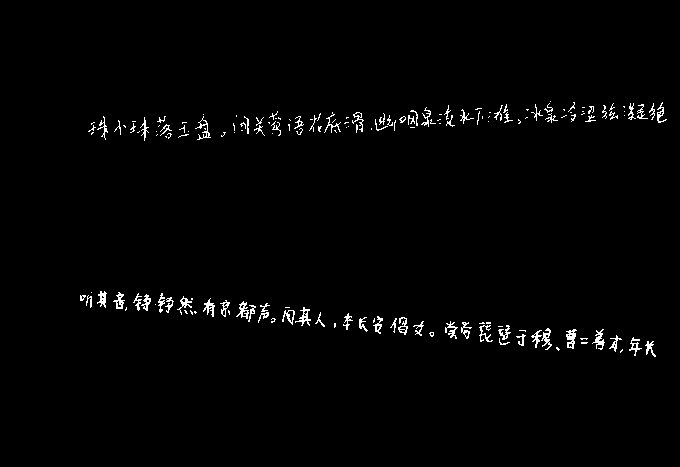 珠小珠落玉盘。间关莺语花底滑,幽咽泉流水下滩。冰泉冷涩弦凝绝
听其音,铮铮然有京都声。问其人,本长安倡女。尝学琵琶于穆、曹二善才,年长